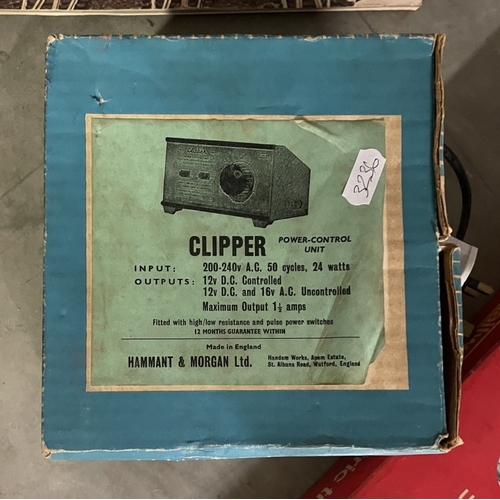 3236
CLIPPER POWER-CONTROL UNIT
INPUT: 200-240v A.C. 50 cycles, 24 watts
OUTPUTS: 12v D.C. Controlled
12v D.C. and 16v A.C. Uncontrolled
Maximum Output 1½ amps
Fitted with high/low resistance and pulse power switches
12 MONTHS GUARANTEE WITHIN
Made in England
HAMMANT & MORGAN Ltd. Handem Works, Apem Estate,
St. Albans Road, Watford, England
ric t